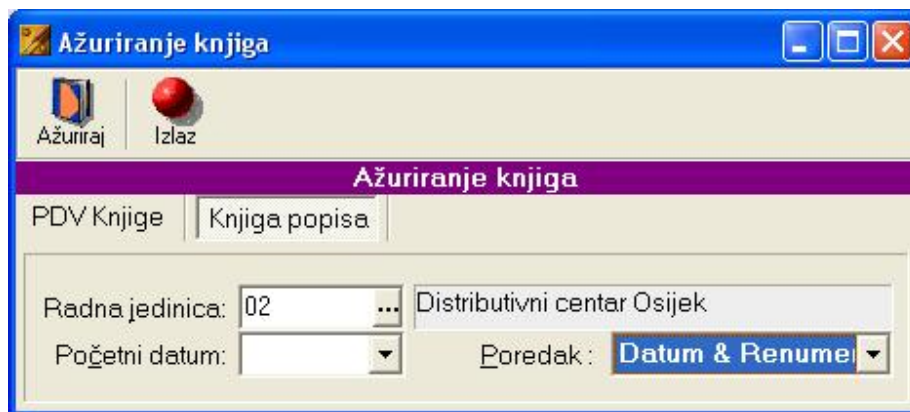 Ažuriranje knjiga
Ažuriraj Izlaz
Ažuriranje knjiga
PDV Knjige Knjiga popisa
Radna jedinica: 02 ... Distributivni centar Osijek
Početni datum: Poredak : Datum & Renume